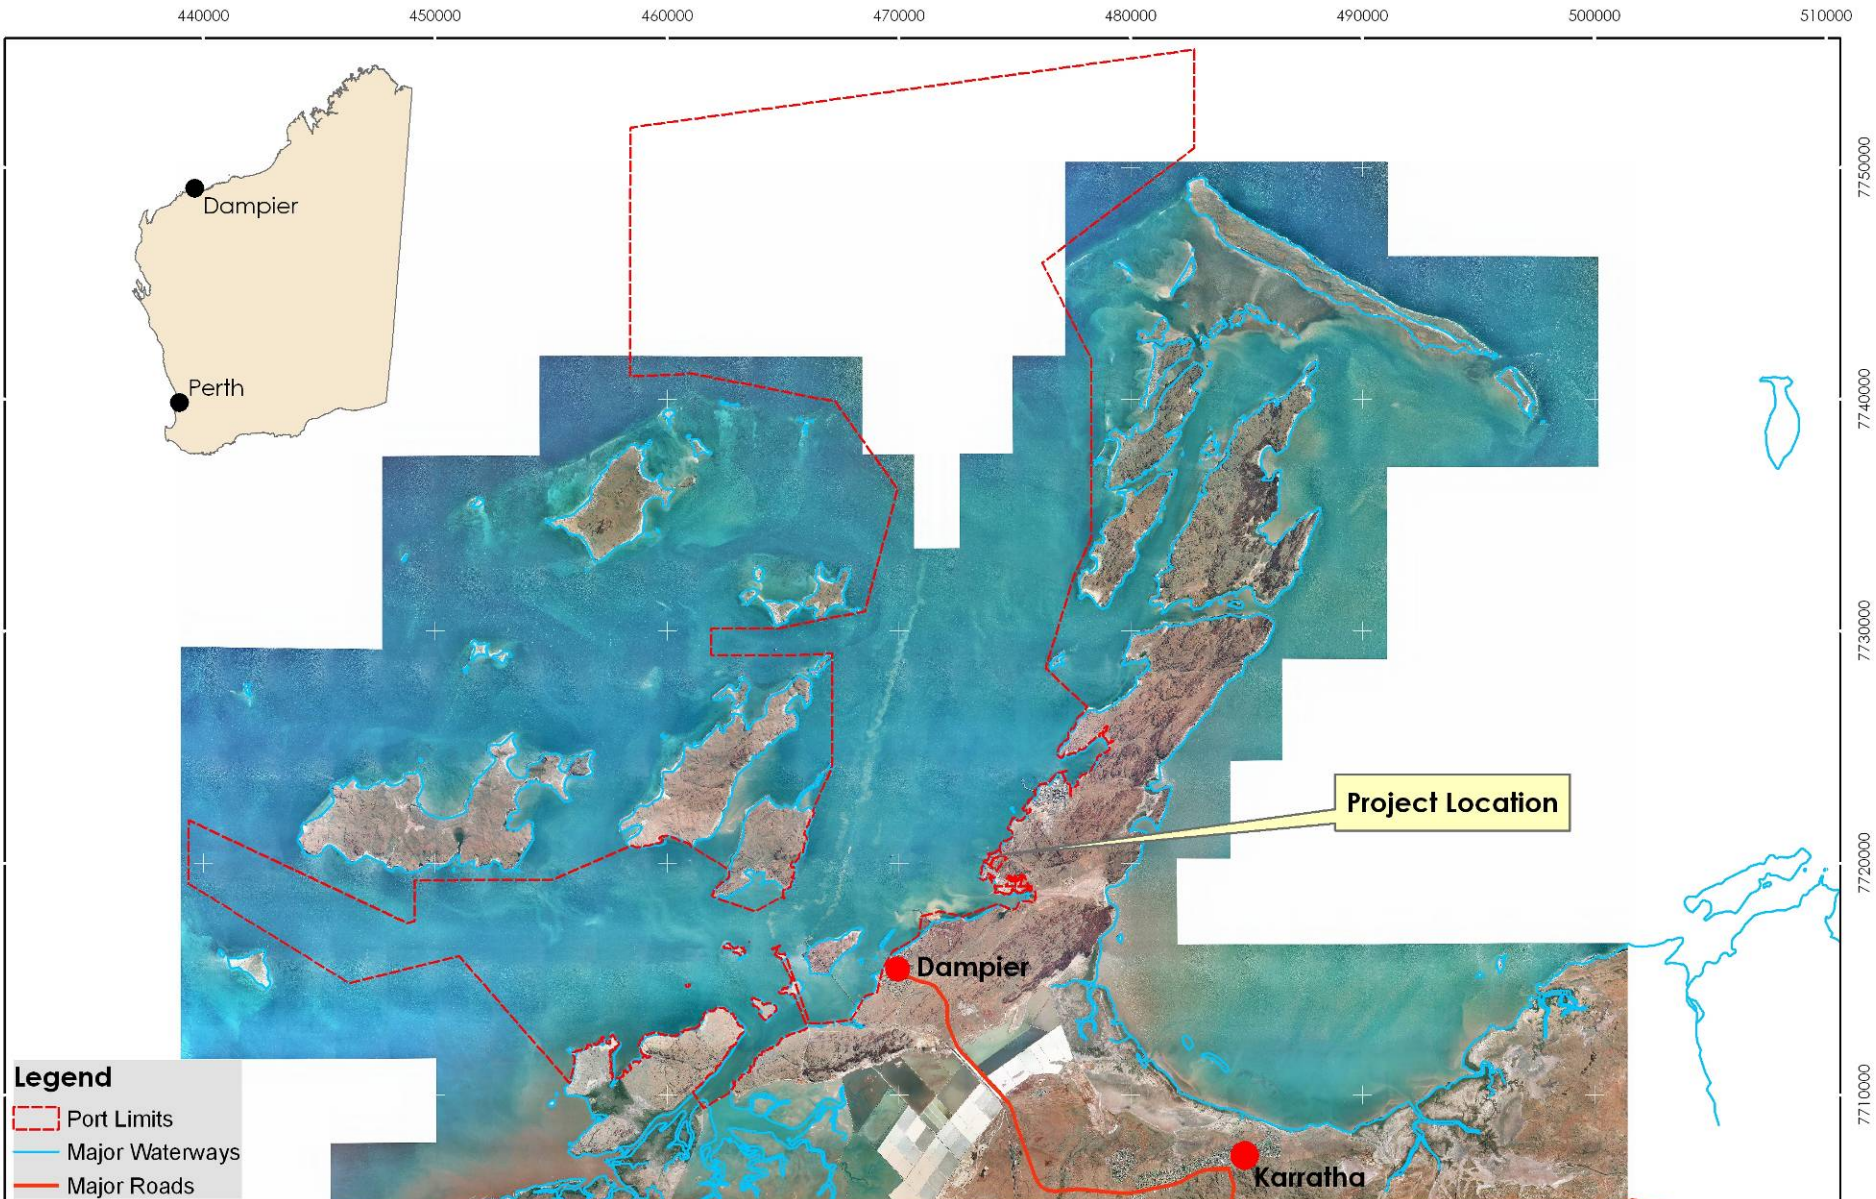 440000 450000 460000 470000 480000 490000 500000 510000
7750000
7740000
7730000
7720000
7710000
Dampier
Perth
Project Location
Dampier
Karratha
Legend
Port Limits
Major Waterways
Major Roads